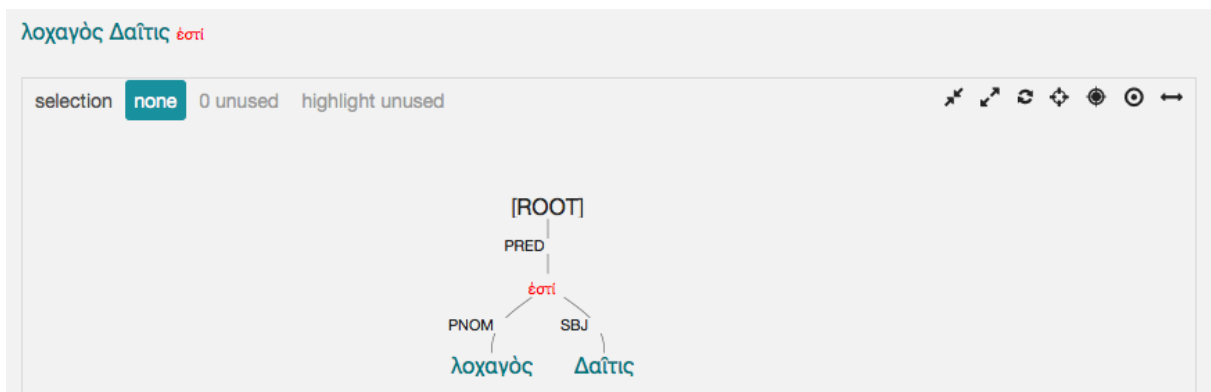 λοχαγὸς Δαῖτις ἐστί
selection none 0 unused highlight unused
[ROOT]
PRED
ἐστί
PNOM SBJ
λοχαγὸς Δαῖτις